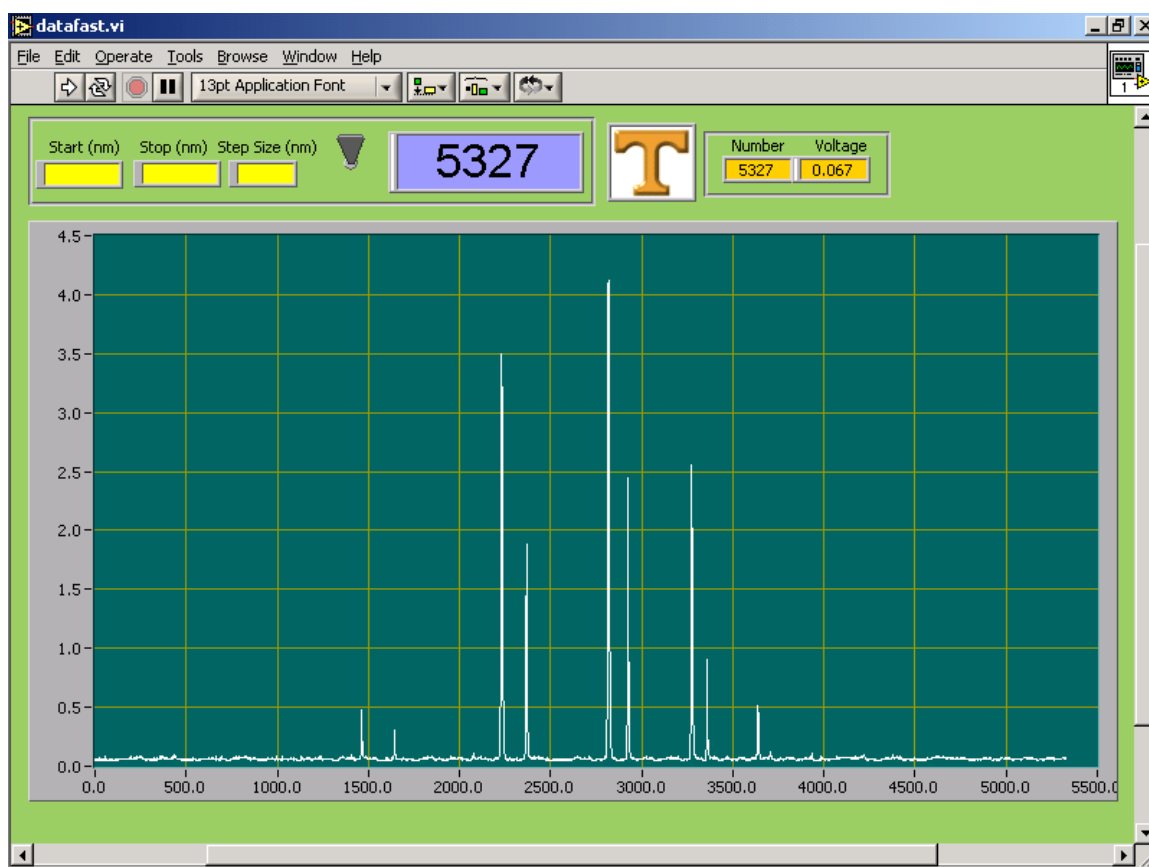 datafast.vi
File Edit Operate Tools Browse Window Help
13pt Application Font
1
Start (nm) Stop (nm) Step Size (nm)
5327
T
Number Voltage
5327 0.067
4.5
4.0
3.5
3.0
2.5
2.0
1.5
1.0
0.5
0.0
0.0 500.0 1000.0 1500.0 2000.0 2500.0 3000.0 3500.0 4000.0 4500.0 5000.0 5500.0